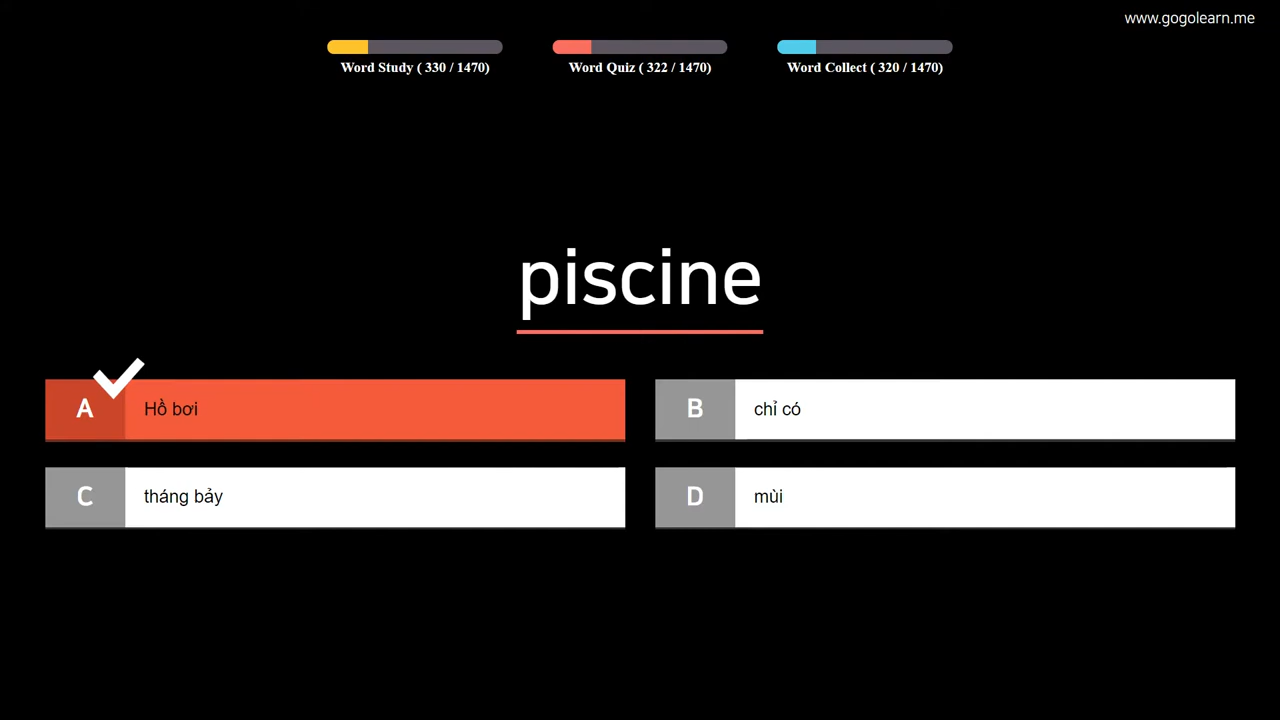 www.gogolearn.me
Word Study ( 330 / 1470)
Word Quiz ( 322 / 1470)
Word Collect ( 320 / 1470)
piscine
A Hồ bơi
B chỉ có
C tháng bảy
D mùi